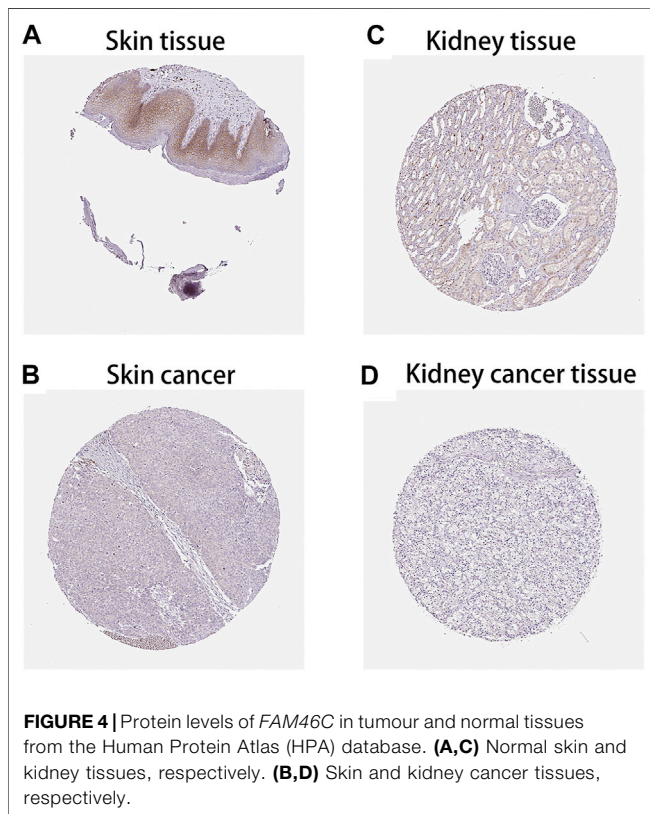 A Skin tissue
C Kidney tissue
B Skin cancer
D Kidney cancer tissue
FIGURE 4 | Protein levels of FAM46C in tumour and normal tissues
from the Human Protein Atlas (HPA) database. (A,C) Normal skin and
kidney tissues, respectively. (B,D) Skin and kidney cancer tissues,
respectively.